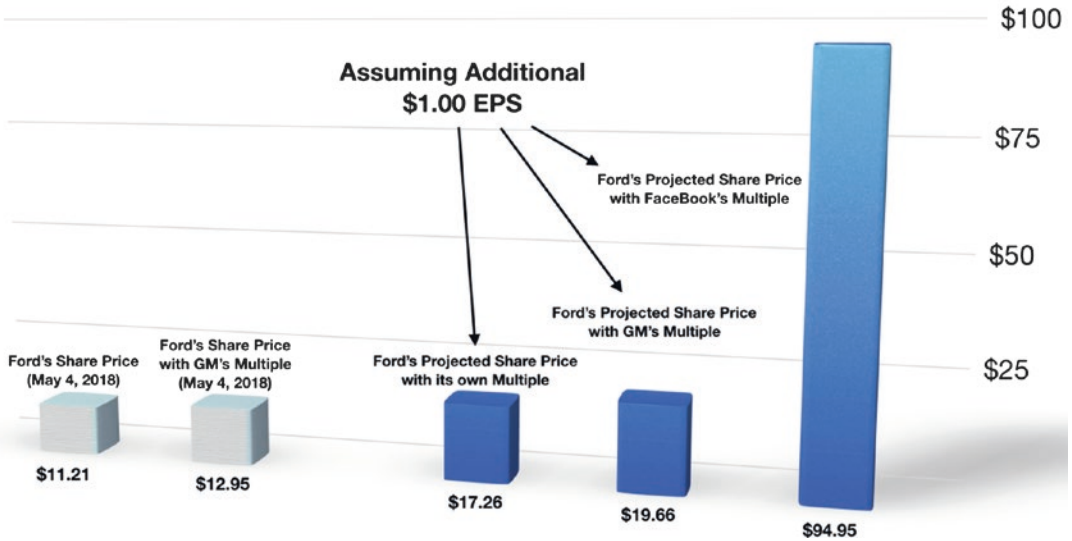 $100
Assuming Additional
$1.00 EPS
$75
Ford's Projected Share Price
with FaceBook's Multiple
$50
Ford's Projected Share Price
with GM's Multiple
Ford's Share Price
(May 4, 2018)
Ford's Share Price
with GM's Multiple
(May 4, 2018)
Ford's Projected Share Price
with its own Multiple
$25
$11.21
$12.95
$17.26
$19.66
$94.95